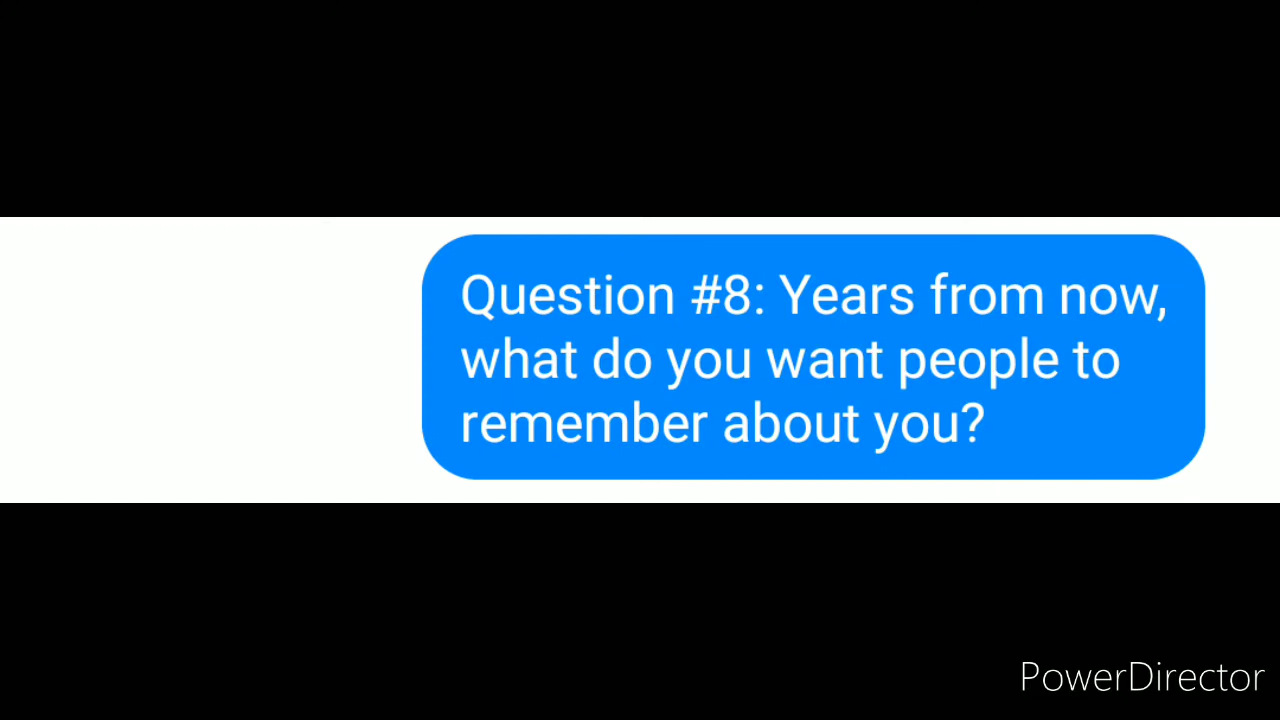 Question #8: Years from now,
what do you want people to
remember about you?
PowerDirector